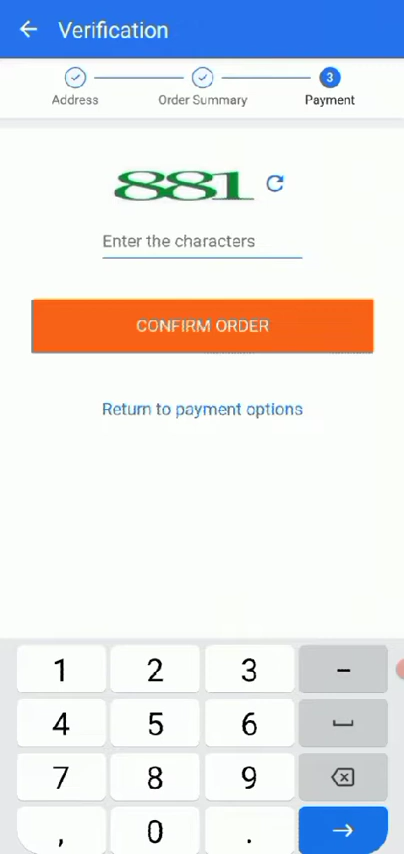 Verification
3
Address Order Summary Payment
881
Enter the characters
CONFIRM ORDER
Return to payment options
1 2 3 -
4 5 6
7 8 9
, 0 .